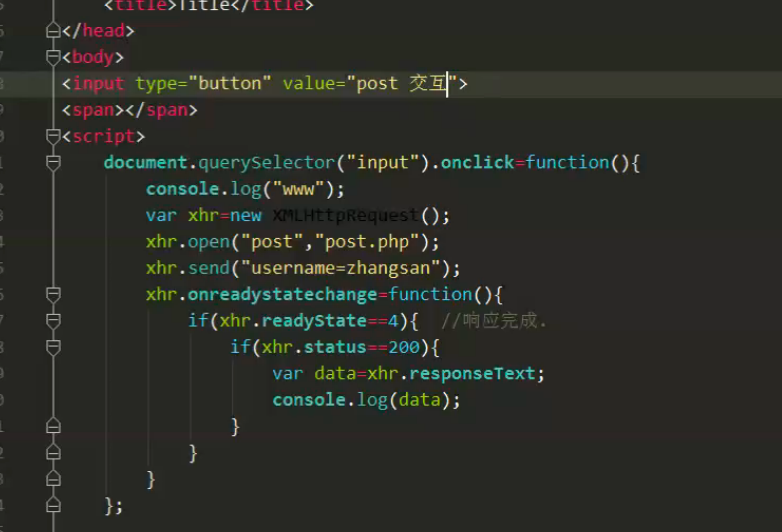 <title>Title</title>
</head>
<body>
<input type="button" value="post 交互">
<span></span>
<script>
document.querySelector("input").onclick=function(){
console.log("www");
var xhr=new XMLHttpRequest();
xhr.open("post","post.php");
xhr.send("username=zhangsan");
xhr.onreadystatechange=function(){
if(xhr.readyState==4){ //响应完成.
if(xhr.status==200){
var data=xhr.responseText;
console.log(data);
}
}
}
};